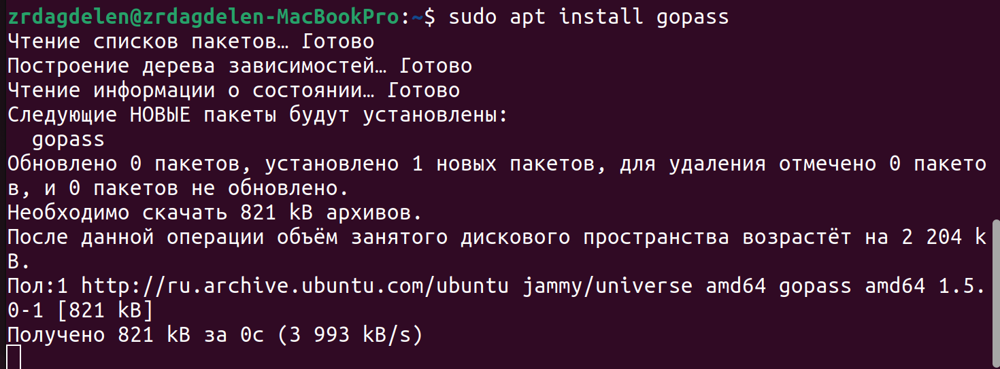 zrdagdelen@zrdagdelen-MacBookPro:~$ sudo apt install gopass
Чтение списков пакетов… Готово
Построение дерева зависимостей… Готово
Чтение информации о состоянии… Готово
Следующие НОВЫЕ пакеты будут установлены:
  gopass
Обновлено 0 пакетов, установлено 1 новых пакетов, для удаления отмечено 0 пакето
в, и 0 пакетов не обновлено.
Необходимо скачать 821 kB архивов.
После данной операции объём занятого дискового пространства возрастёт на 2 204 k
B.
Пол:1 http://ru.archive.ubuntu.com/ubuntu jammy/universe amd64 gopass amd64 1.5.
0-1 [821 kB]
Получено 821 kB за 0с (3 993 kB/s)